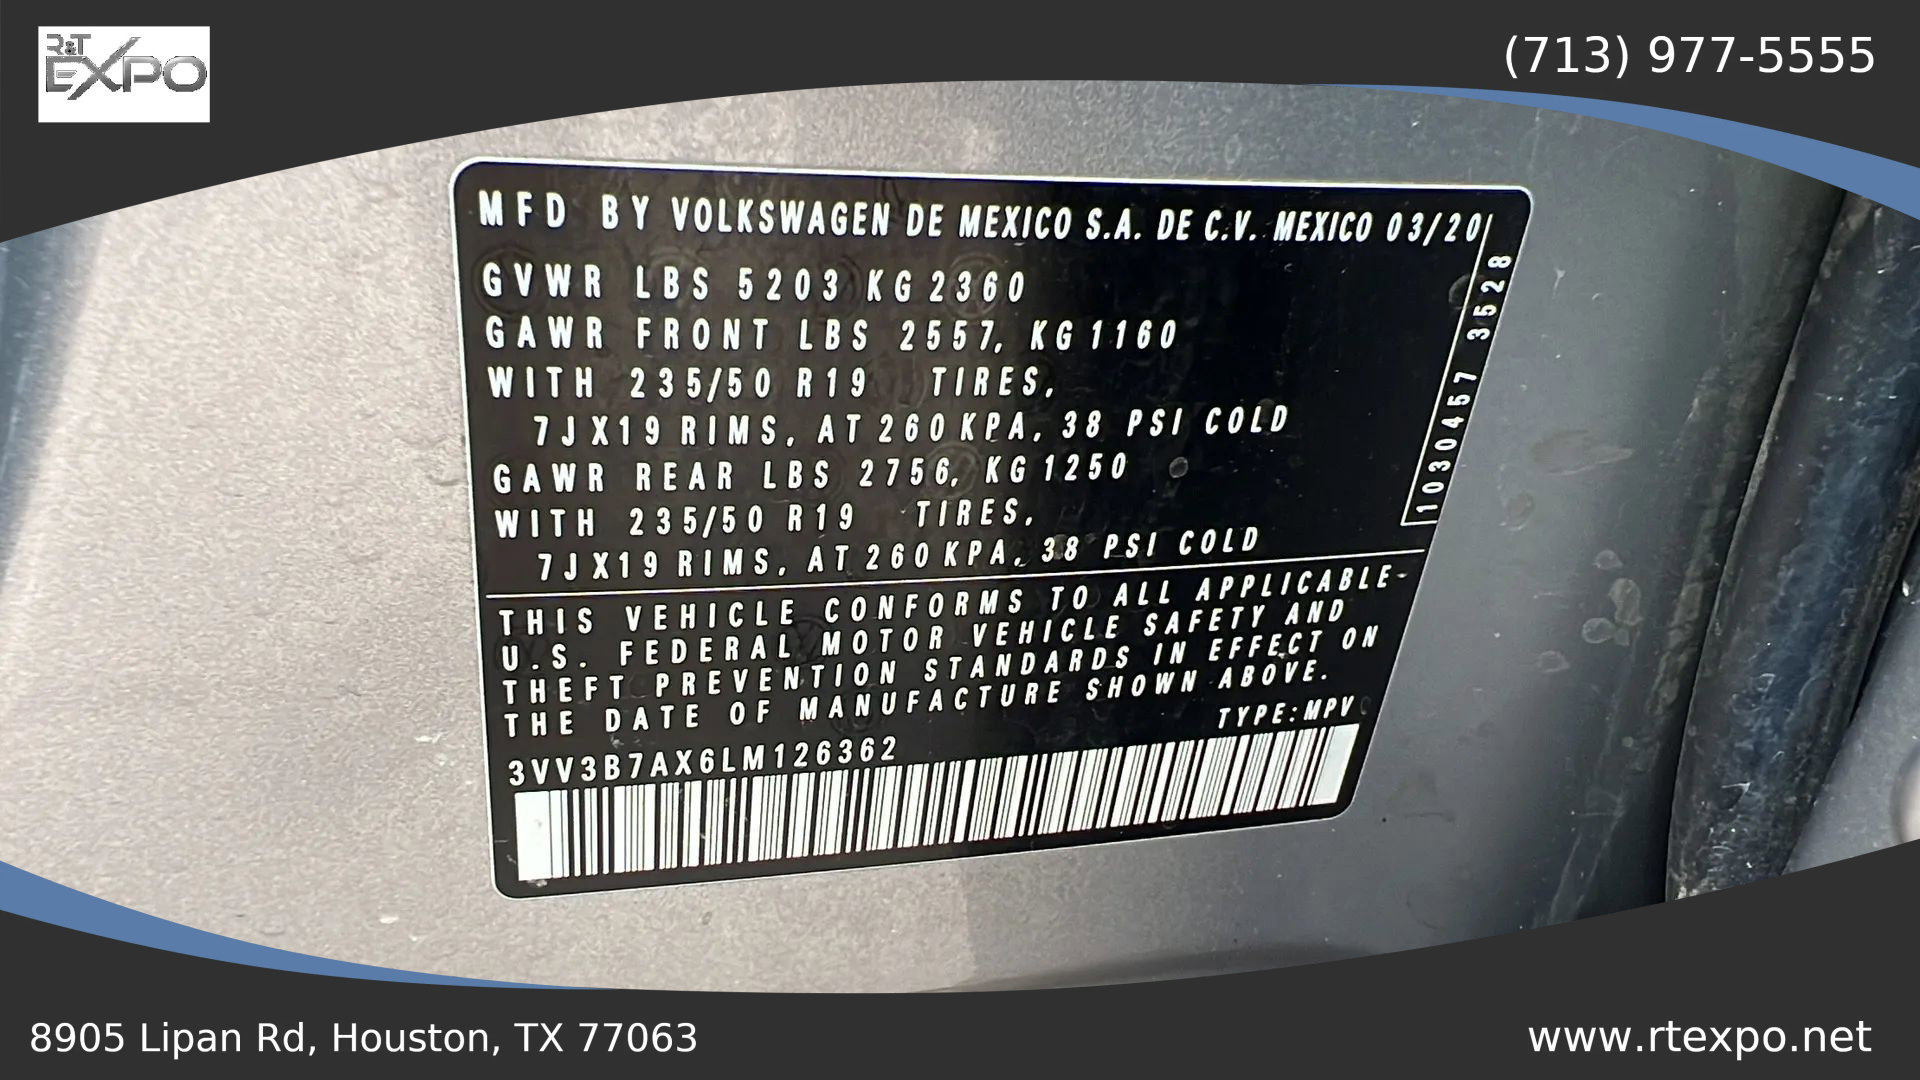 R&T
EXPO
(713) 977-5555
MFD BY VOLKSWAGEN DE MEXICO S.A. DE C.V. MEXICO 03/20
GVWR LBS 5203 KG 2360
GAWR FRONT LBS 2557, KG 1160
WITH 235/50 R19 TIRES,
7JX19 RIMS, AT 260 KPA, 38 PSI COLD
GAWR REAR LBS 2756, KG 1250
WITH 235/50 R19 TIRES,
7JX19 RIMS, AT 260 KPA, 38 PSI COLD
1030457 3528
THIS VEHICLE CONFORMS TO ALL APPLICABLE
U.S. FEDERAL MOTOR VEHICLE SAFETY AND
THEFT PREVENTION STANDARDS IN EFFECT ON
THE DATE OF MANUFACTURE SHOWN ABOVE.
TYPE: MPV
3VV3B7AX6LM126362
8905 Lipan Rd, Houston, TX 77063
www.rtexpo.net